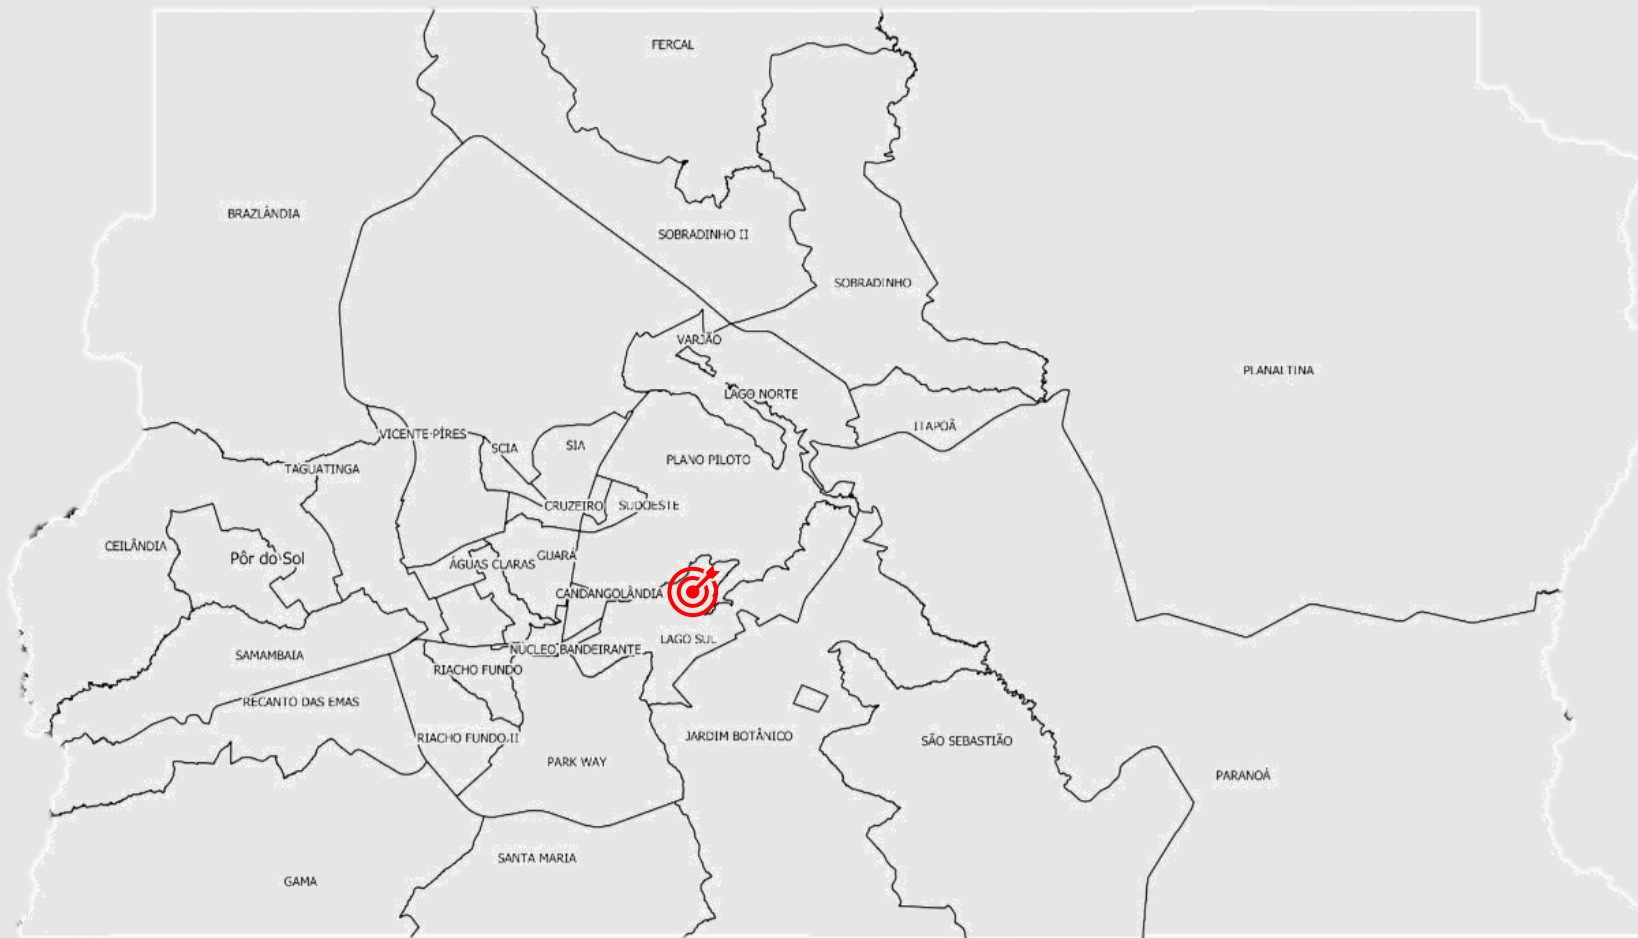 FERCAL
BRAZLÂNDIA
SOBRADINHO II
SOBRADINHO
VARJÃO
PLANALTINA
LAGO NORTE
ITAPOÃ
VICENTE PÍRES
SCIA
SIA
PLANO PILOTO
TAGUATINGA
CRUZEIRO
SUDOESTE
CEILÂNDIA
Pôr do Sol
ÁGUAS CLARAS
GUARÁ
CANDANGOLÂNDIA
LAGO SUL
NÚCLEO BANDEIRANTE
SAMAMBAIA
RIACHO FUNDO
RECANTO DAS EMAS
RIACHO FUNDO II
JARDIM BOTÂNICO
SÃO SEBASTIÃO
PARK WAY
PARANOÁ
SANTA MARIA
GAMA